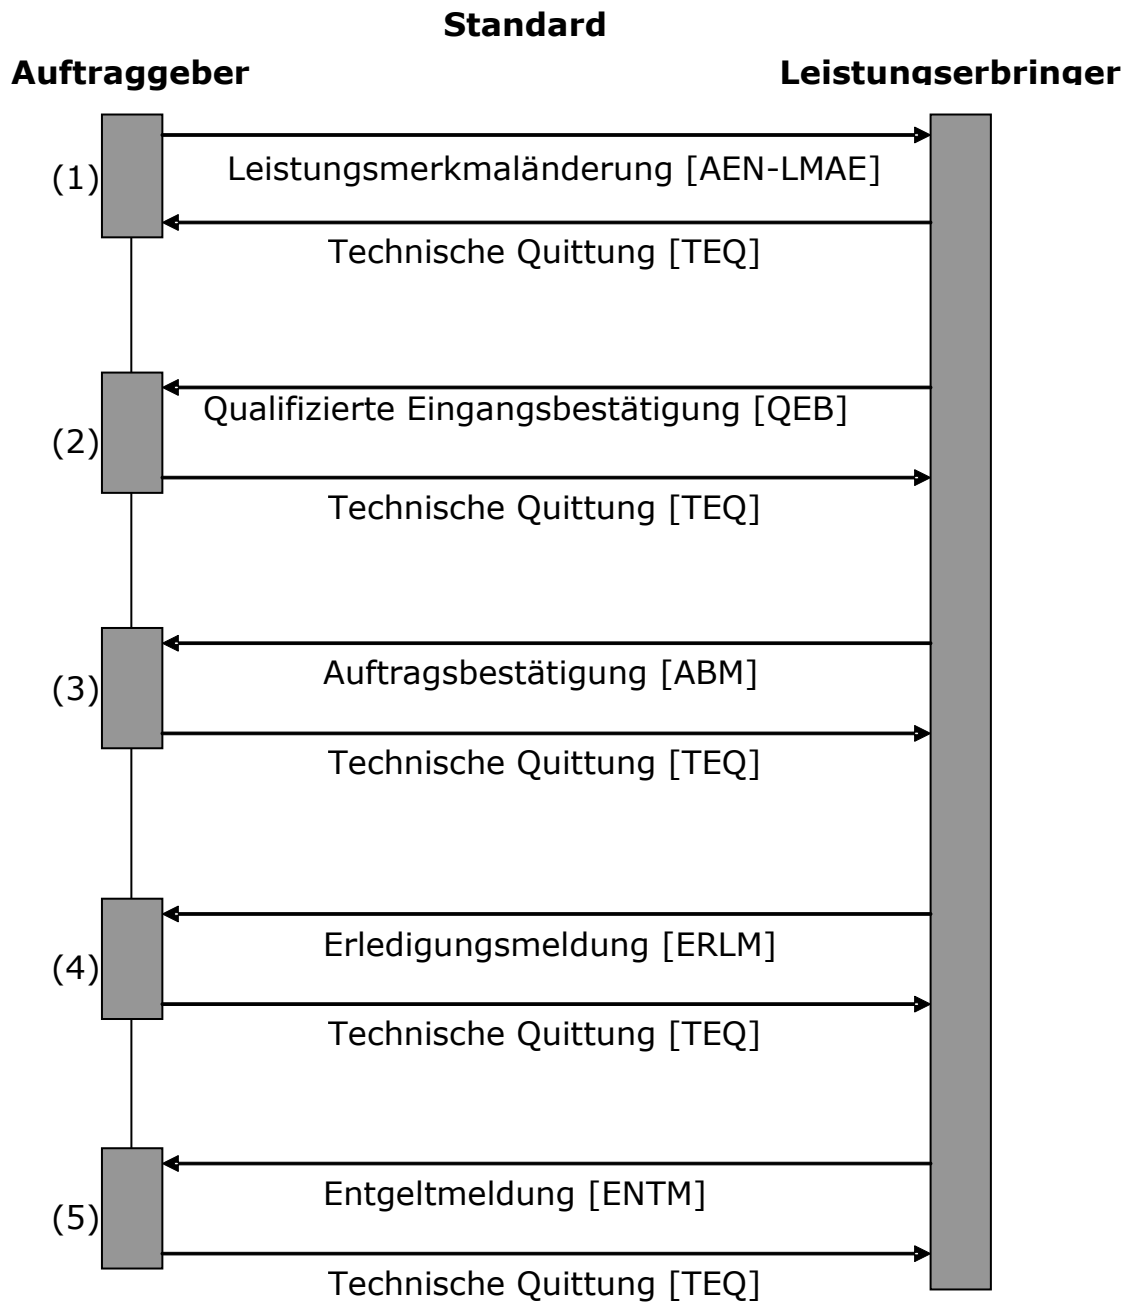 Standard
Auftraggeber
Leistungserbringer
(1)
Leistungsmerkmaländerung [AEN-LMAE]
Technische Quittung [TEQ]
(2)
Qualifizierte Eingangsbestätigung [QEB]
Technische Quittung [TEQ]
(3)
Auftragsbestätigung [ABM]
Technische Quittung [TEQ]
(4)
Erledigungsmeldung [ERLM]
Technische Quittung [TEQ]
(5)
Entgeltmeldung [ENTM]
Technische Quittung [TEQ]